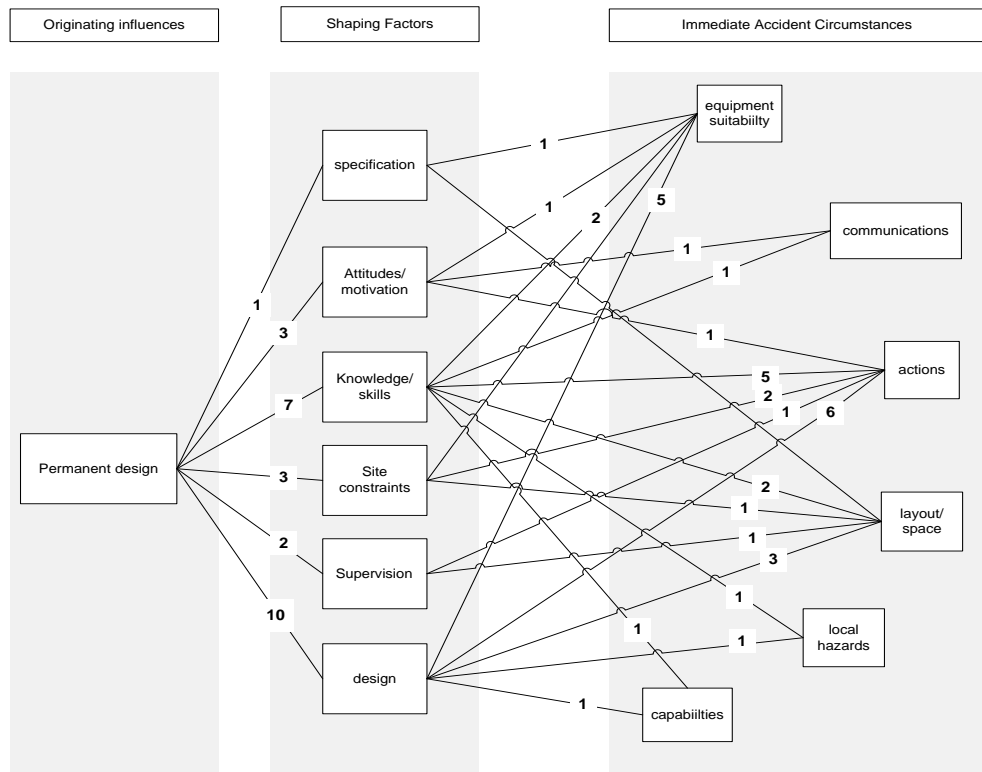 Originating influences
Shaping Factors
Immediate Accident Circumstances
equipment
suitabiilty
specification
1
1
5
2
communications
Attitudes/
motivation
1
1
1
3
1
actions
Knowledge/
skills
5
2
1
6
7
Permanent design
Site
constraints
3
2
1
layout/
space
2
Supervision
1
3
10
1
local
hazards
1
1
design
1
capabiilties